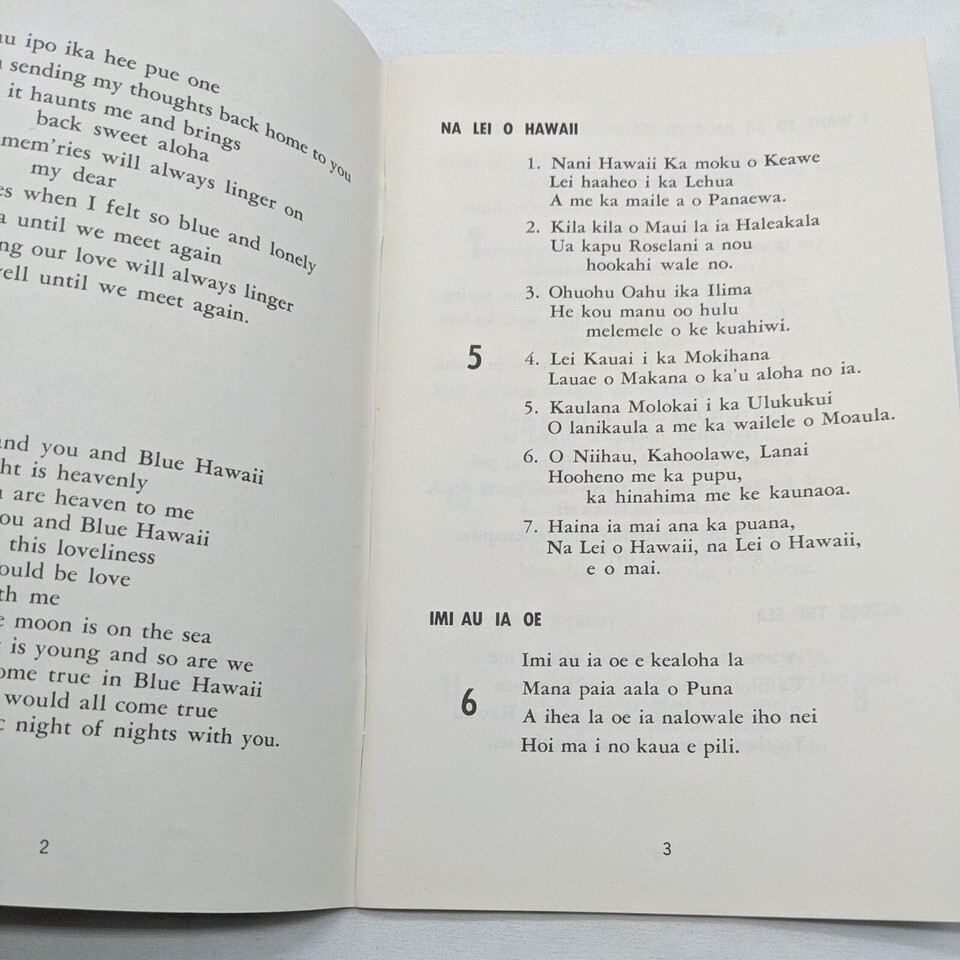 ipo ika hee pue one
sending my thoughts back home to you
it haunts me and brings
back sweet aloha
mem'ries will always linger on
my dear
when I felt so blue and lonely
until we meet again
our love will always linger
until we meet again.
you and Blue Hawaii
is heavenly
are heaven to me
and Blue Hawaii
this loveliness
be love
me
moon is on the sea
is young and so are we
true in Blue Hawaii
would all come true
night of nights with you.
2
NA LEI O HAWAII
1. Nani Hawaii Ka moku o Keawe
Lei haaheo i ka Lehua
A me ka maile a o Panaewa.
2. Kila kila o Maui la ia Haleakala
Ua kapu Roselani a nou
hookahi wale no.
3. Ohuohu Oahu ika Ilima
He kou manu oo hulu
melemele o ke kuahiwi.
5
4. Lei Kauai i ka Mokihana
Lauae o Makana o ka'u aloha no ia.
5. Kaulana Molokai i ka Ulukukui
O lanikaula a me ka wailele o Moaula.
6. O Niihau, Kahoolawe, Lanai
Hooheno me ka pupu,
ka hinahima me ke kaunaoa.
7. Haina ia mai ana ka puana,
Na Lei o Hawaii, na Lei o Hawaii,
e o mai.
IMI AU IA OE
6
Imi au ia oe e kealoha la
Mana paia aala o Puna
A ihea la oe ia nalowale iho nei
Hoi ma i no kaua e pili.
3